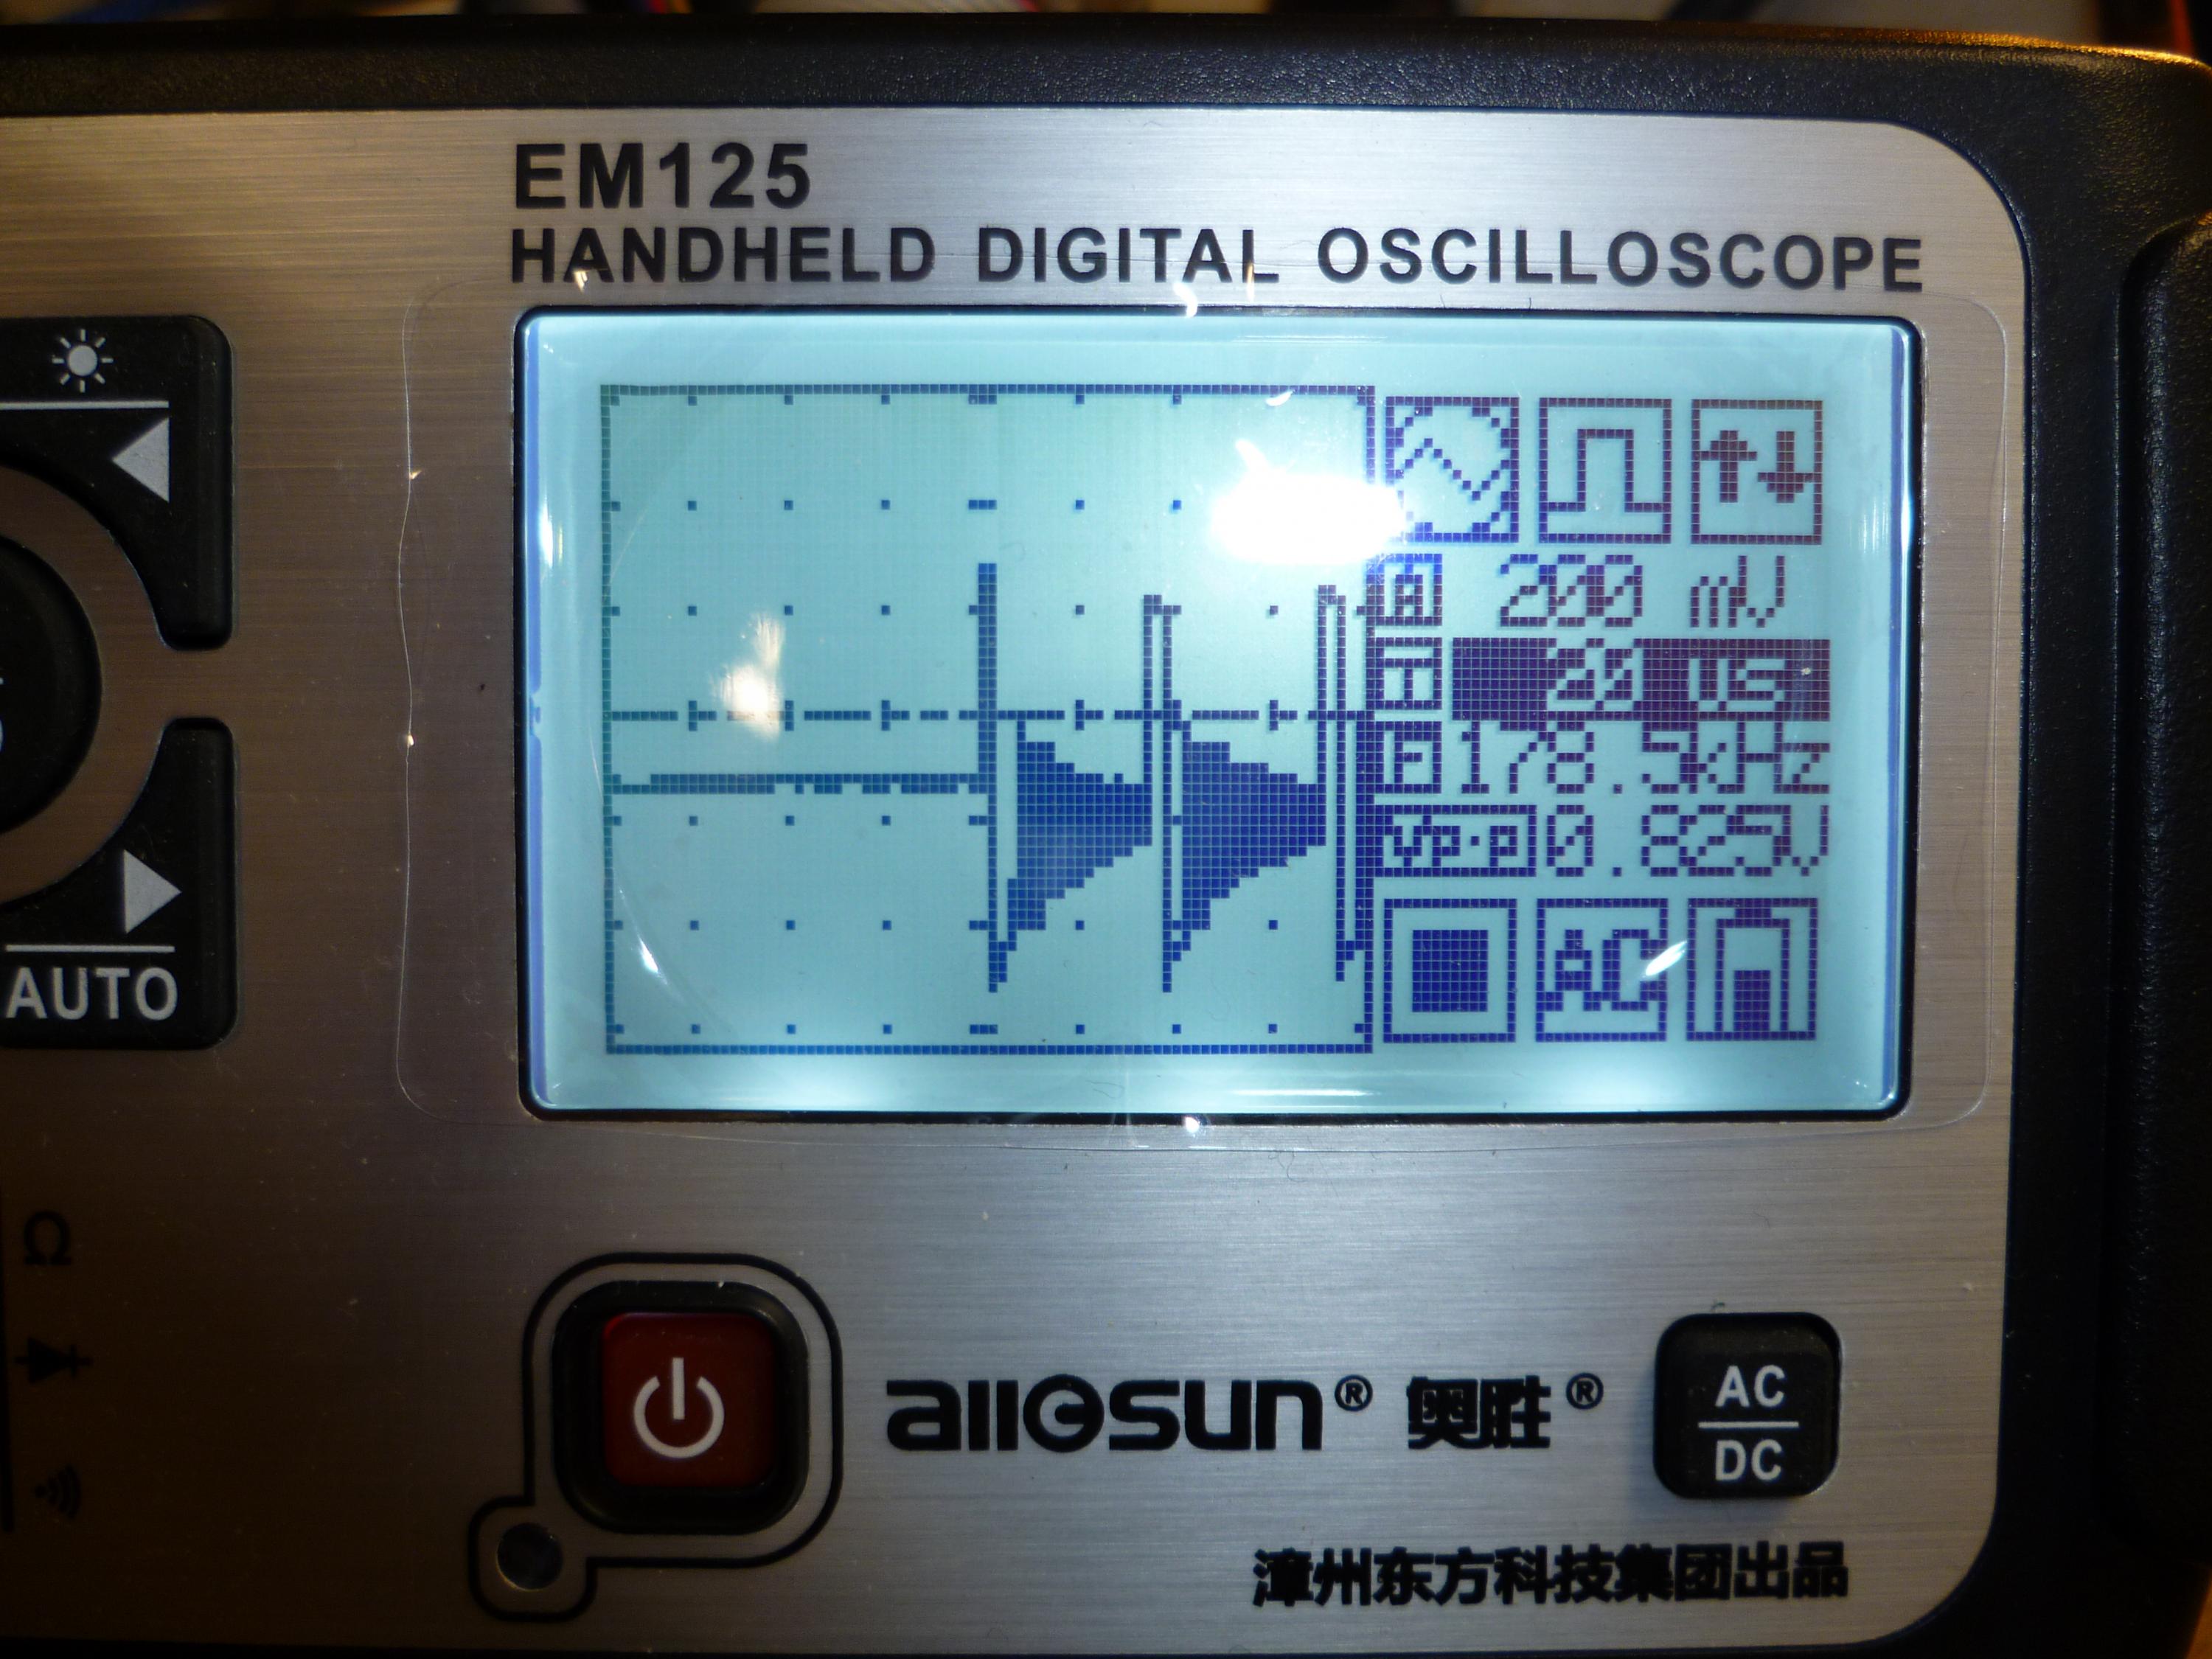 EM125
HANDHELD DIGITAL OSCILLOSCOPE
A 200 mV
T 20 us
F 178.5kHz
Vp-p 0.825V
AC
AUTO
Ω
allosun® 奥胜®
AC
DC
漳州东方科技集团出品